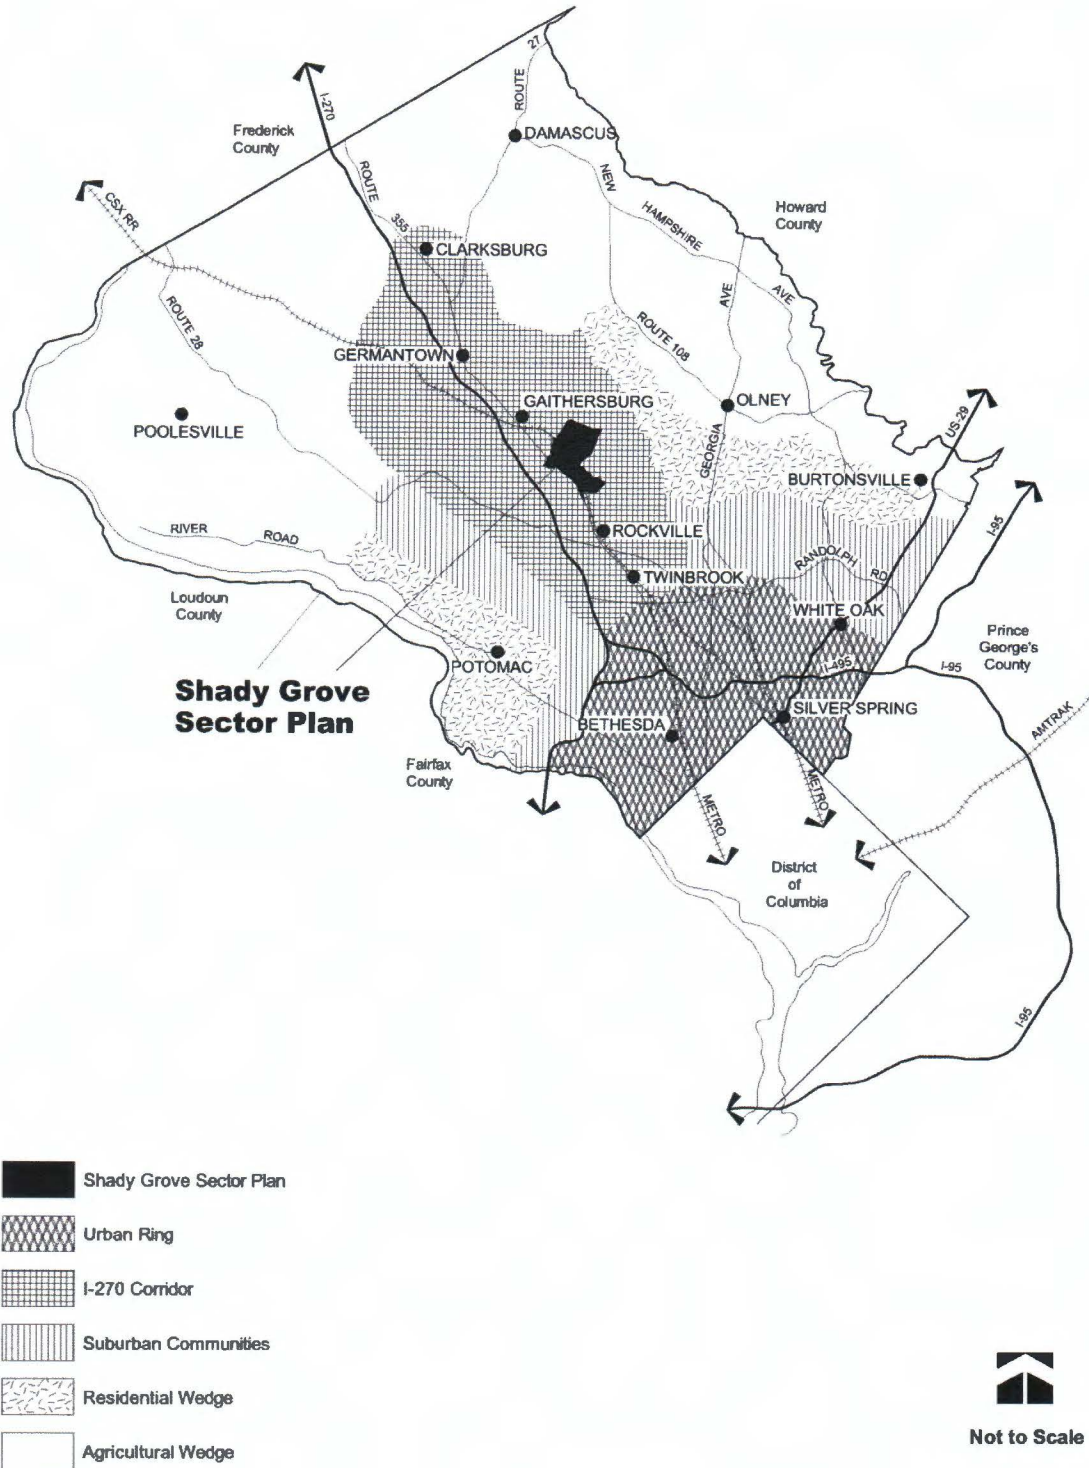 27
ROUTE
I-270
DAMASCUS
Frederick
County
ROUTE
355
NEW
HAMPSHIRE
AVE
CSX RR
Howard
County
CLARKSBURG
AVE
ROUTE 28
ROUTE 108
GERMANTOWN
GAITHERSBURG
OLNEY
POOLESVILLE
GEORGIA
US-29
BURTONSVILLE
I-95
RIVER
ROAD
ROCKVILLE
RANDOLPH
RD
TWINBROOK
Loudoun
County
WHITE OAK
Prince
George's
County
POTOMAC
I-495
I-95
Shady Grove
Sector Plan
SILVER SPRING
BETHESDA
AMTRAK
Fairfax
County
METRO
METRO
District
of
Columbia
I-95
Shady Grove Sector Plan
Urban Ring
I-270 Corridor
Suburban Communities
Residential Wedge
Agricultural Wedge
Not to Scale